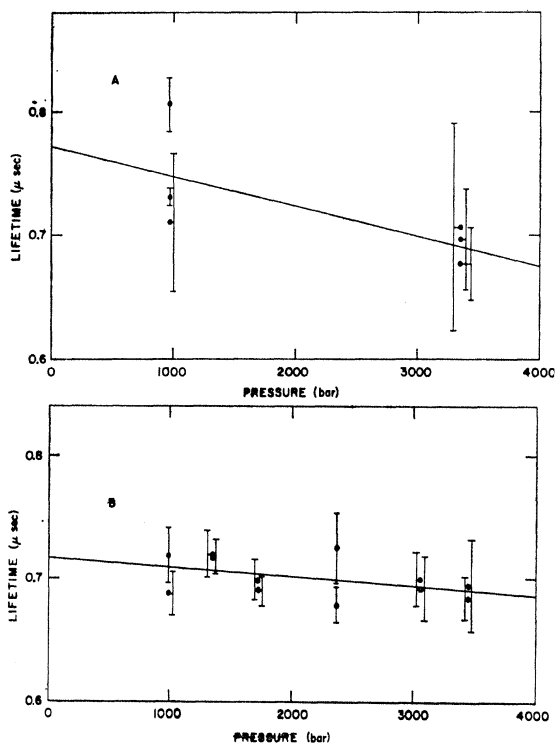 A
0.8
0.7
0.6
LIFETIME (μ sec)
0 1000 2000 3000 4000
PRESSURE (bar)
B
0.8
0.7
0.6
LIFETIME (μ sec)
0 1000 2000 3000 4000
PRESSURE (bar)